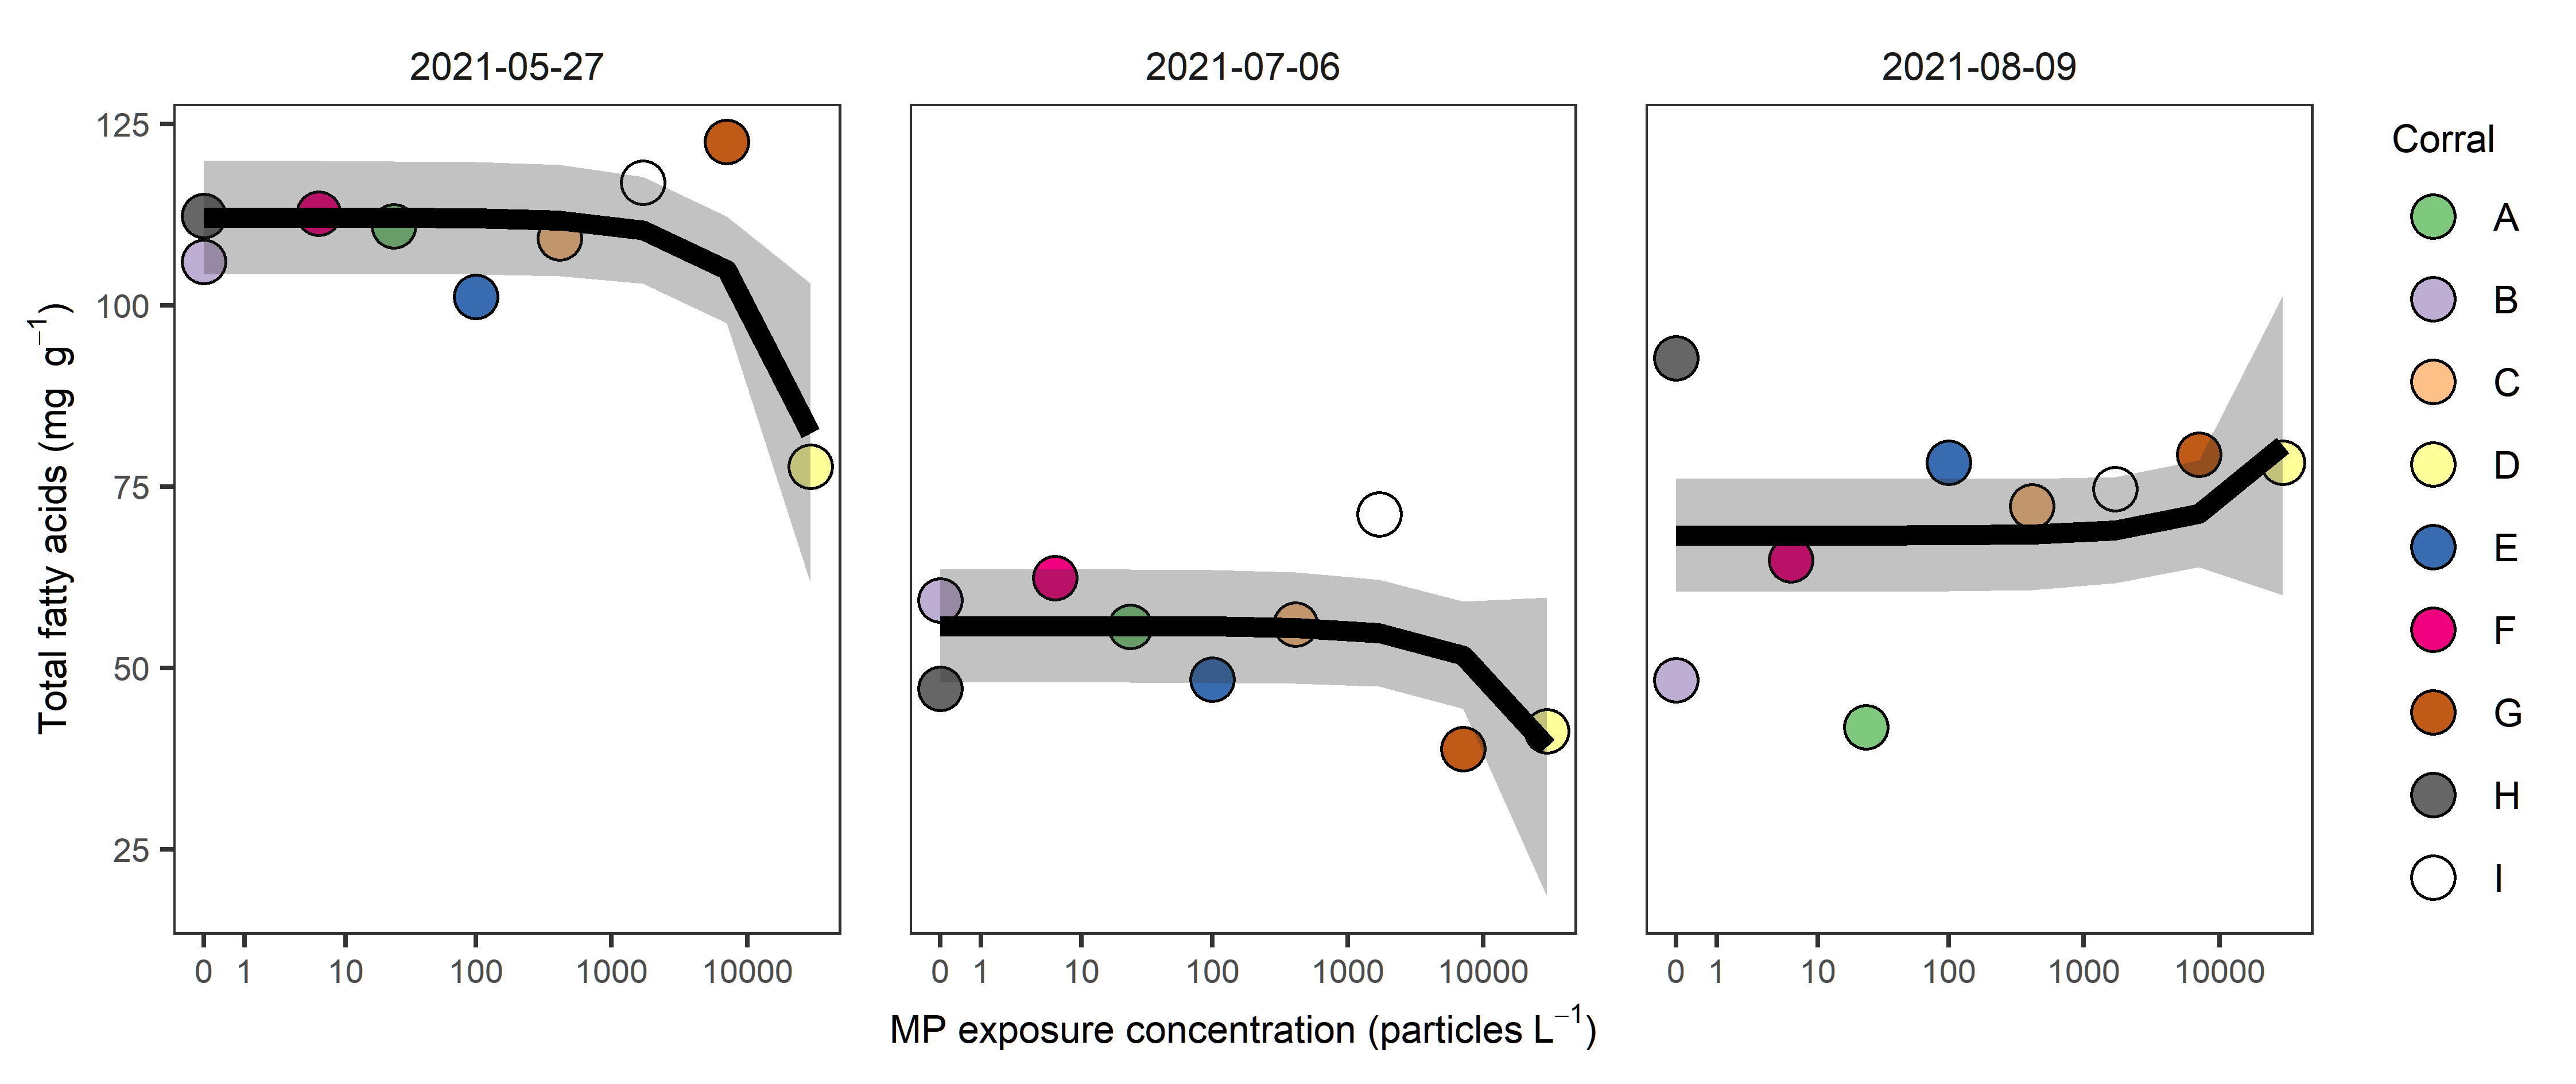 2021-05-27 2021-07-06 2021-08-09
Total fatty acids (mg g⁻¹)
125
100
75
50
25
0 1 10 100 1000 10000
0 1 10 100 1000 10000
0 1 10 100 1000 10000
MP exposure concentration (particles L⁻¹)
Corral
A
B
C
D
E
F
G
H
I